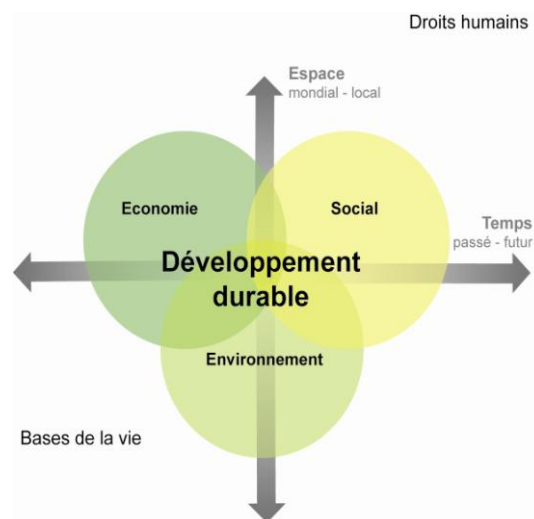 Droits humains
Espace
mondial - local
Economie
Social
Temps
passé - futur
Développement
durable
Environnement
Bases de la vie